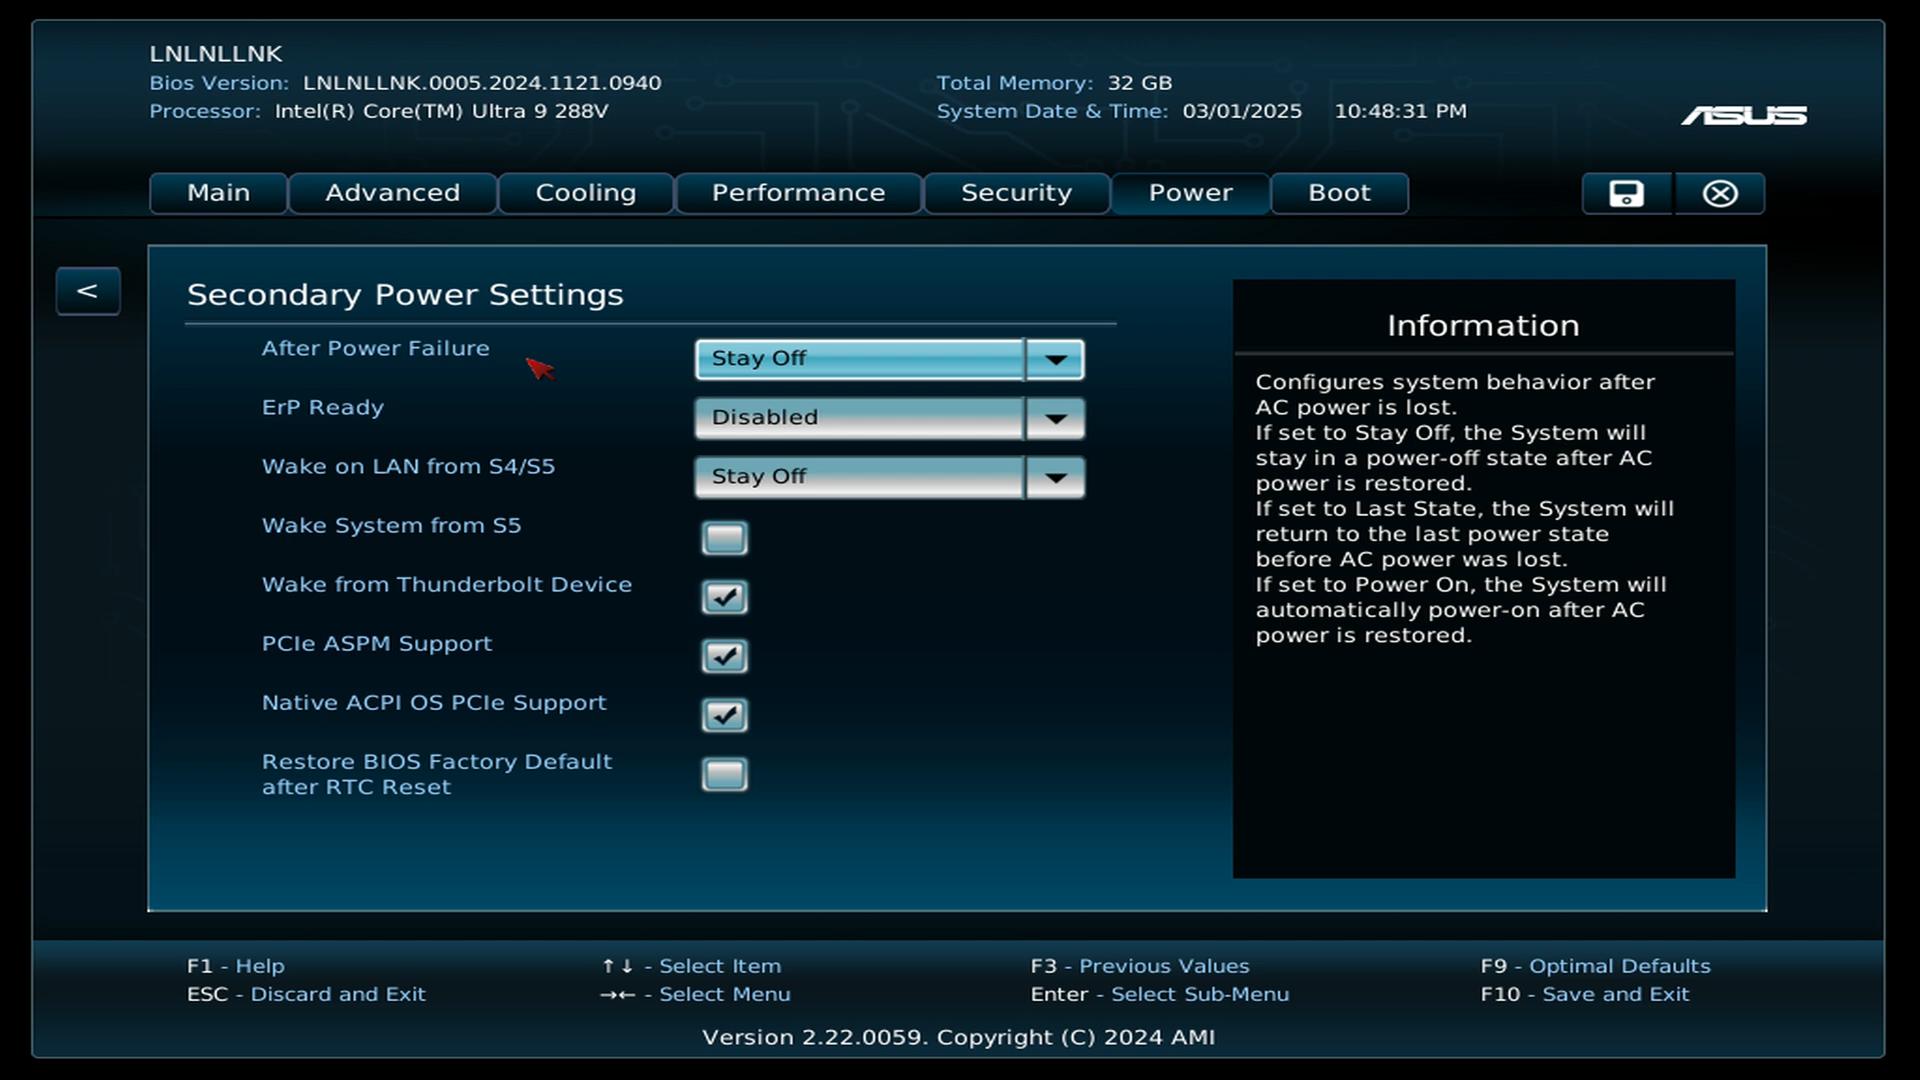 LNLNLLNK
Bios Version: LNLNLLNK.0005.2024.1121.0940
Processor: Intel(R) Core(TM) Ultra 9 288V
Total Memory: 32 GB
System Date & Time: 03/01/2025 10:48:31 PM
ASUS
Main Advanced Cooling Performance Security Power Boot
<
Secondary Power Settings
After Power Failure Stay Off
ErP Ready Disabled
Wake on LAN from S4/S5 Stay Off
Wake System from S5
Wake from Thunderbolt Device
PCIe ASPM Support
Native ACPI OS PCIe Support
Restore BIOS Factory Default
after RTC Reset
Information
Configures system behavior after
AC power is lost.
If set to Stay Off, the System will
stay in a power-off state after AC
power is restored.
If set to Last State, the System will
return to the last power state
before AC power was lost.
If set to Power On, the System will
automatically power-on after AC
power is restored.
F1 - Help ↑↓ - Select Item F3 - Previous Values F9 - Optimal Defaults
ESC - Discard and Exit →← - Select Menu Enter - Select Sub-Menu F10 - Save and Exit
Version 2.22.0059. Copyright (C) 2024 AMI